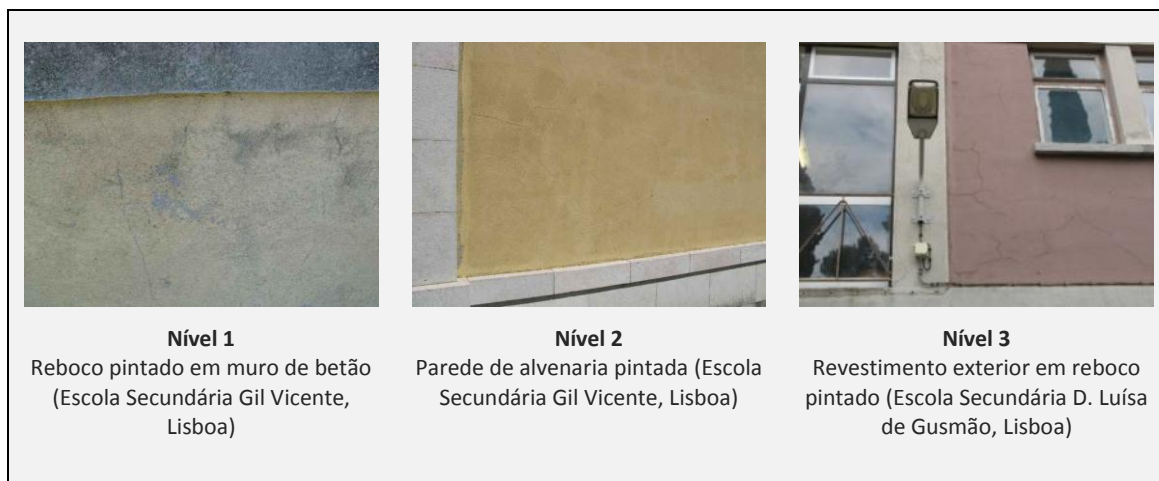 Nível 1
Reboco pintado em muro de betão
(Escola Secundária Gil Vicente,
Lisboa)
Nível 2
Parede de alvenaria pintada (Escola
Secundária Gil Vicente, Lisboa)
Nível 3
Revestimento exterior em reboco
pintado (Escola Secundária D. Luísa
de Gusmão, Lisboa)